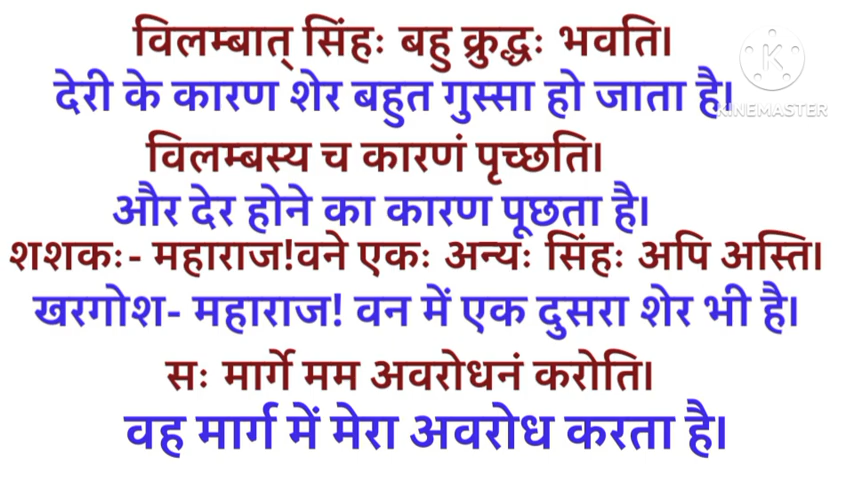 विलम्बात् सिंहः बहु क्रुद्धः भवति।
देरी के कारण शेर बहुत गुस्सा हो जाता है।
KINEMASTER
विलम्बस्य च कारणं पृच्छति।
और देर होने का कारण पूछता है।
शशकः- महाराज!वने एकः अन्यः सिंहः अपि अस्ति।
खरगोश- महाराज! वन में एक दुसरा शेर भी है।
सः मार्गे मम अवरोधनं करोति।
वह मार्ग में मेरा अवरोध करता है।